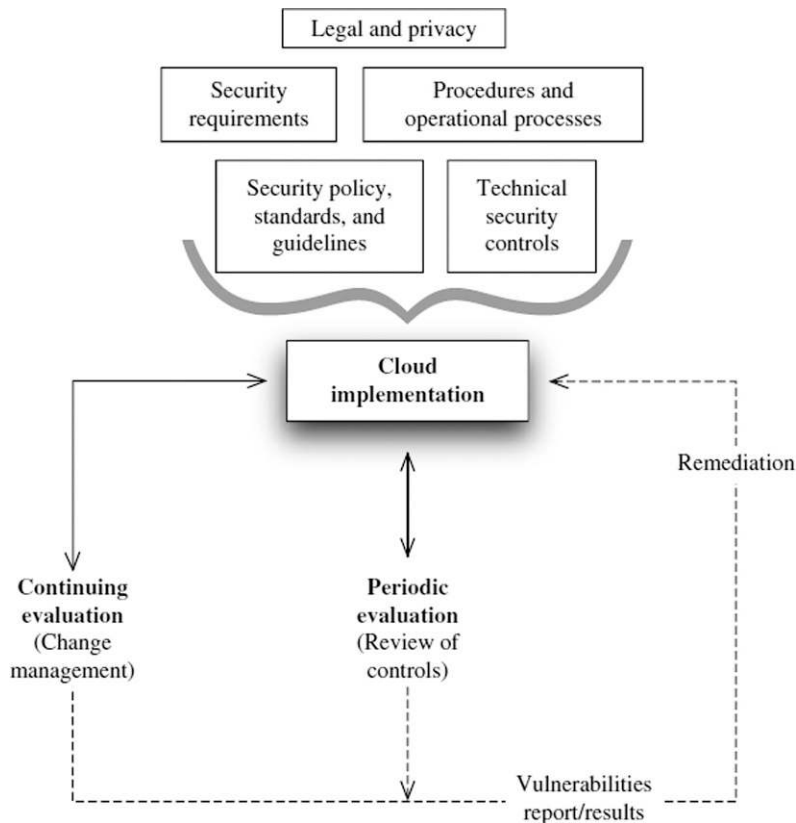 Legal and privacy
Security
requirements
Procedures and
operational processes
Security policy,
standards, and
guidelines
Technical
security
controls
Cloud
implementation
Remediation
Continuing
evaluation
(Change
management)
Periodic
evaluation
(Review of
controls)
Vulnerabilities
report/results